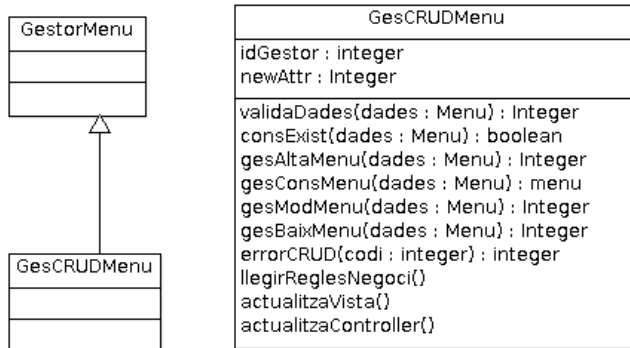 GestorMenu
GesCRUDMenu
GesCRUDMenu
idGestor : integer
newAttr : Integer
validaDades(dades : Menu) : Integer
consExist(dades : Menu) : boolean
gesAltaMenu(dades : Menu) : Integer
gesConsMenu(dades : Menu) : menu
gesModMenu(dades : Menu) : Integer
gesBaixMenu(dades : Menu) : Integer
errorCRUD(codi : integer) : integer
llegirReglesNegoci()
actualitzaVista()
actualitzaController()